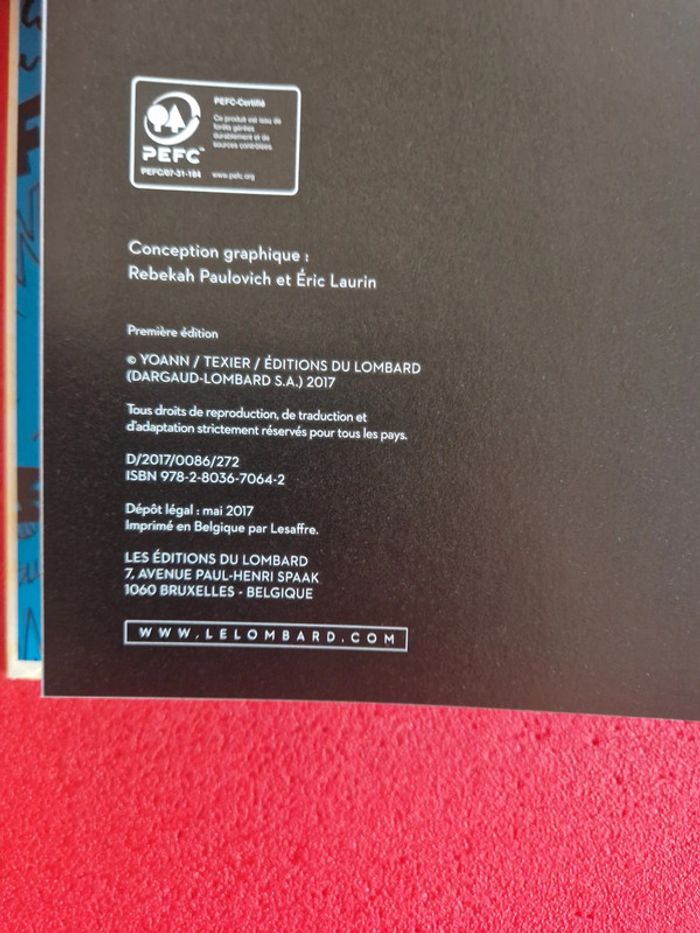 PEFC™
PEFC/07-31-184
PEFC-Certifié
Ce produit est issu de
forêts gérées
durablement et de
sources contrôlées.
www.pefc.org
Conception graphique :
Rebekah Paulovich et Éric Laurin
Première édition
© YOANN / TEXIER / ÉDITIONS DU LOMBARD
(DARGAUD-LOMBARD S.A.) 2017
Tous droits de reproduction, de traduction et
d'adaptation strictement réservés pour tous les pays.
D/2017/0086/272
ISBN 978-2-8036-7064-2
Dépôt légal : mai 2017
Imprimé en Belgique par Lesaffre.
LES ÉDITIONS DU LOMBARD
7, AVENUE PAUL-HENRI SPAAK
1060 BRUXELLES - BELGIQUE
WWW.LELOMBARD.COM